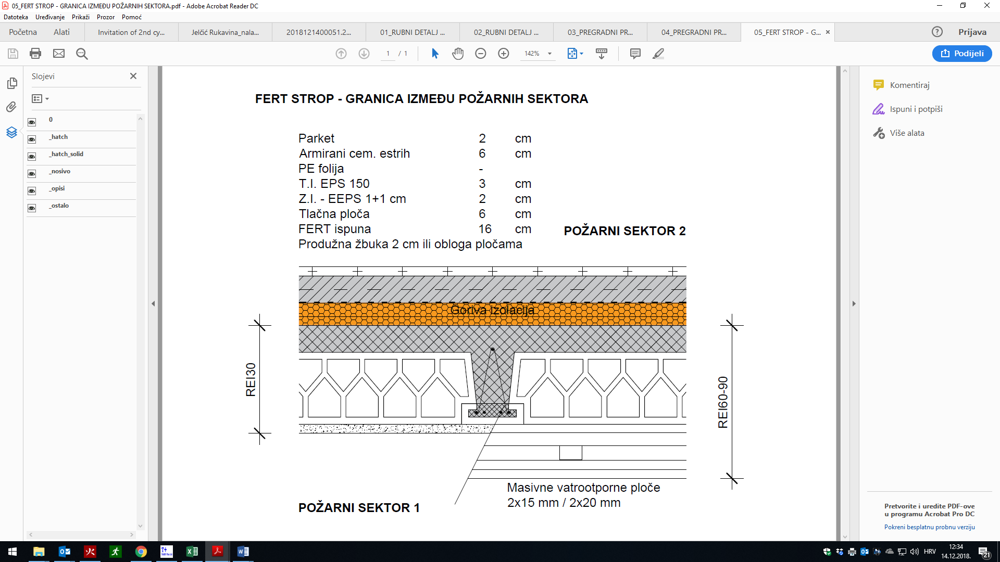 05_FERT STROP - GRANICA IZMEĐU POŽARNIH SEKTORA.pdf - Adobe Acrobat Reader DC
Datoteka Uređivanje Prikaži Prozor Pomoć
Početna Alati Invitation of 2nd cy... Jelčić Rukavina_nala... 2018121400051.2... 01_RUBNI DETALJ ... 02_RUBNI DETALJ ... 03_PREGRADNI PR... 04_PREGRADNI PR... 05_FERT STROP - G... Prijava
1 / 1 142% Podijeli
Slojevi
0
_hatch
_hatch_solid
_nosivo
_opisi
_ostalo
FERT STROP - GRANICA IZMEĐU POŽARNIH SEKTORA
Parket 2 cm
Armirani cem. estrih 6 cm
PE folija -
T.I. EPS 150 3 cm
Z.I. - EEPS 1+1 cm 2 cm
Tlačna ploča 6 cm
FERT ispuna 16 cm
Produžna žbuka 2 cm ili obloga pločama
POŽARNI SEKTOR 2
Goriva izolacija
REI30
REI60-90
Masivne vatrootporne ploče
2x15 mm / 2x20 mm
POŽARNI SEKTOR 1
Komentiraj
Ispuni i potpiši
Više alata
Pretvorite i uredite PDF-ove
u programu Acrobat Pro DC
Pokreni besplatnu probnu verziju
HRV
12:34
14.12.2018.
21